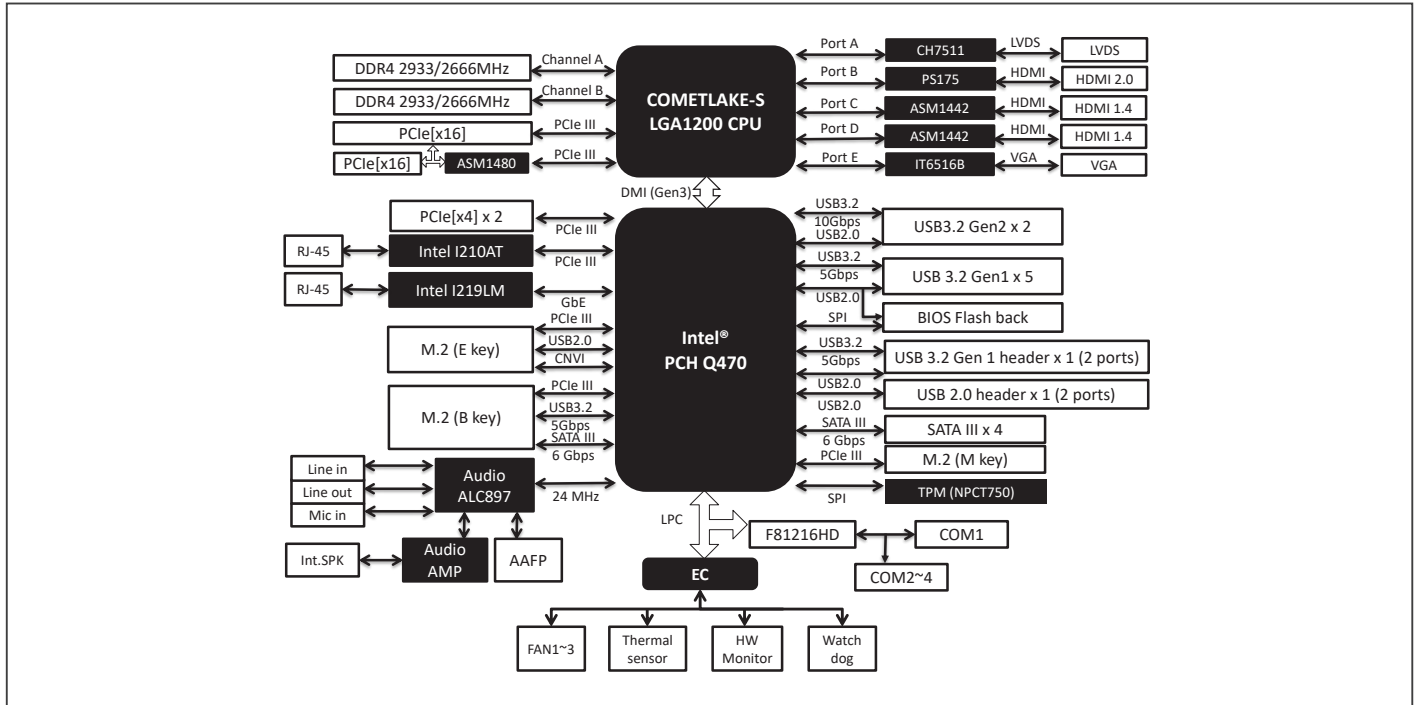 Channel A
DDR4 2933/2666MHz
Channel B
DDR4 2933/2666MHz
PCIe III
PCIe[x16]
PCIe III
PCIe[x16]
ASM1480
COMETLAKE-S
LGA1200 CPU
Port A
CH7511
LVDS
LVDS
Port B
PS175
HDMI
HDMI 2.0
Port C
ASM1442
HDMI
HDMI 1.4
Port D
ASM1442
HDMI
HDMI 1.4
Port E
IT6516B
VGA
VGA
DMI (Gen3)
PCIe[x4] x 2
PCIe III
RJ-45
Intel I210AT
PCIe III
RJ-45
Intel I219LM
GbE
M.2 (E key)
PCIe III
USB2.0
CNVI
M.2 (B key)
PCIe III
USB3.2
5Gbps
SATA III
6 Gbps
Line in
Line out
Mic in
Audio
ALC897
24 MHz
Int.SPK
Audio
AMP
AAFP
Intel®
PCH Q470
USB3.2
10Gbps
USB2.0
USB3.2 Gen2 x 2
USB3.2
5Gbps
USB2.0
USB 3.2 Gen1 x 5
SPI
BIOS Flash back
USB3.2
5Gbps
USB 3.2 Gen 1 header x 1 (2 ports)
USB2.0
USB 2.0 header x 1 (2 ports)
USB2.0
SATA III
6 Gbps
SATA III x 4
PCIe III
M.2 (M key)
SPI
TPM (NPCT750)
LPC
F81216HD
COM1
COM2~4
EC
FAN1~3
Thermal
sensor
HW
Monitor
Watch
dog